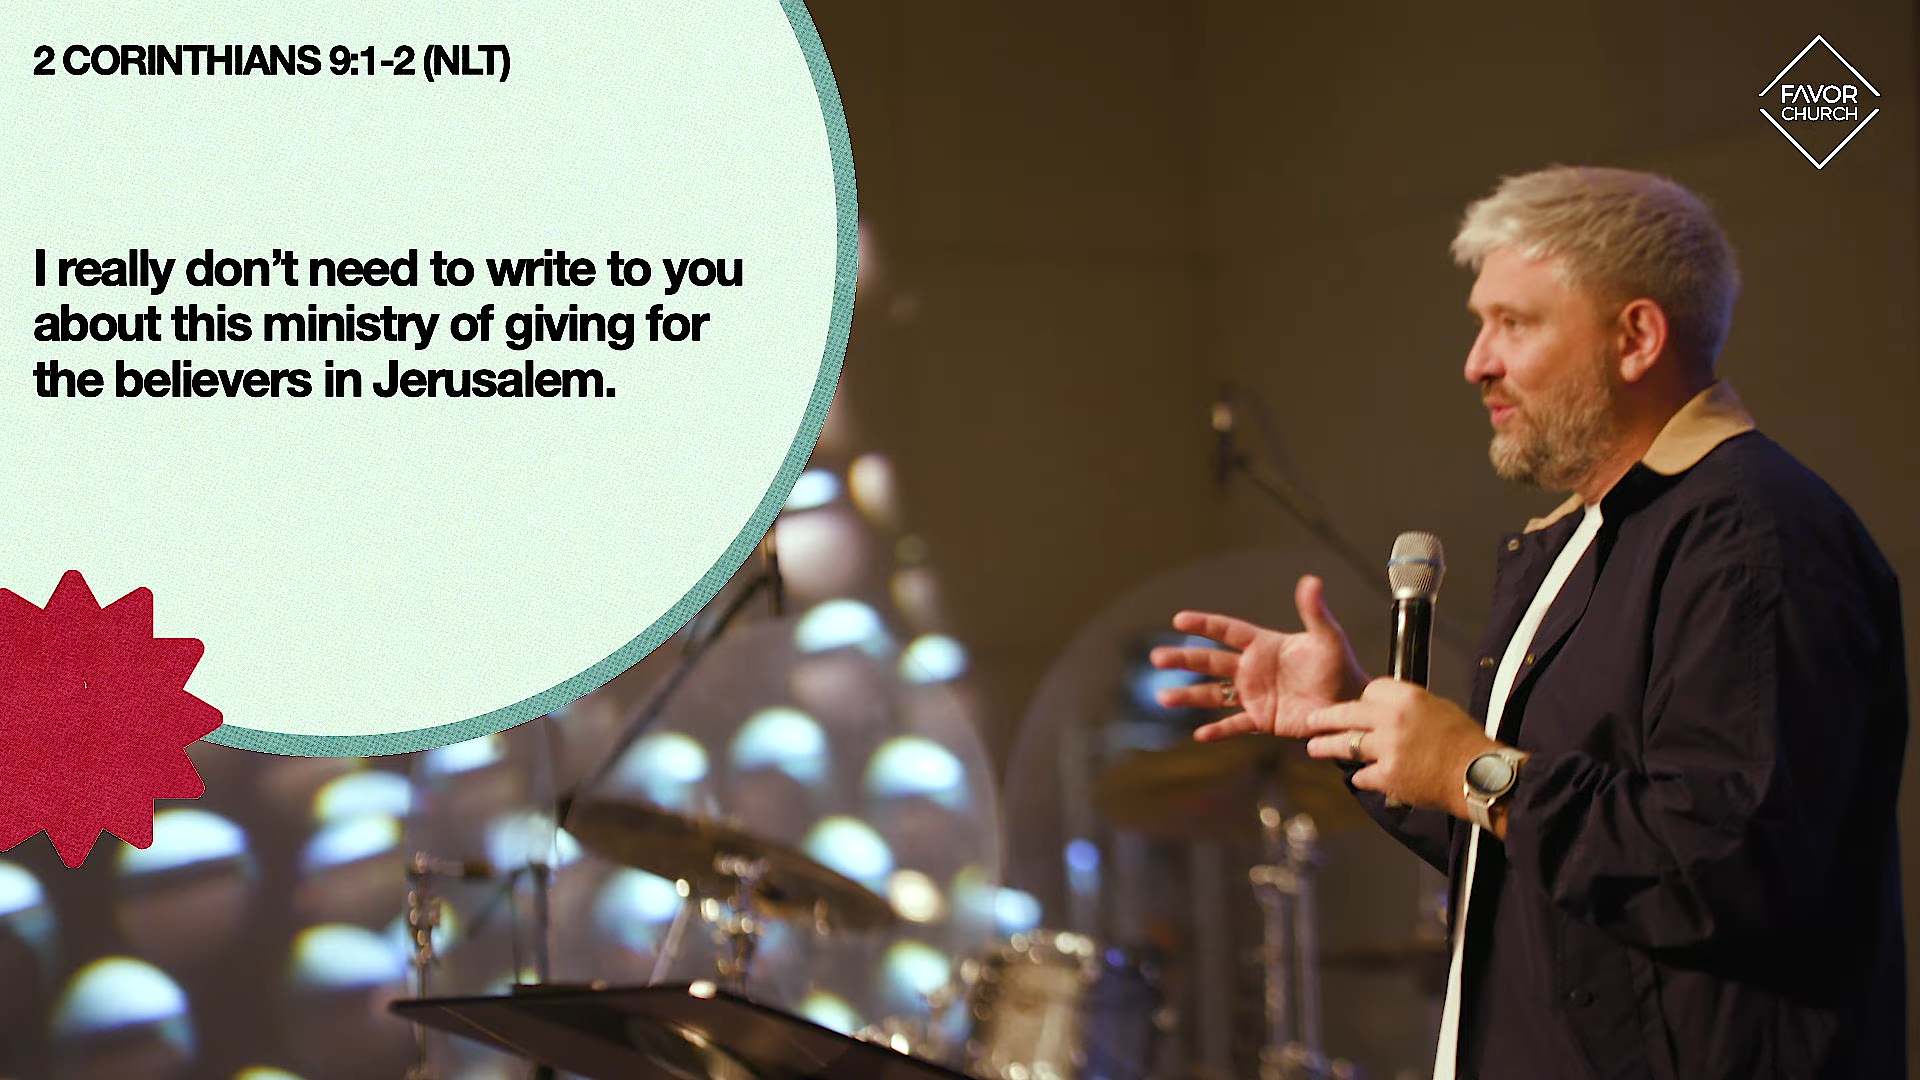 2 CORINTHIANS 9:1-2 (NLT)
I really don’t need to write to you
about this ministry of giving for
the believers in Jerusalem.
FAVOR
CHURCH